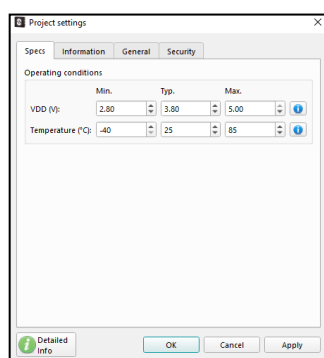 Project settings
Specs Information General Security
Operating conditions
Min. Typ. Max.
VDD (V): 2.80 3.80 5.00
Temperature (°C): -40 25 85
Detailed Info OK Cancel Apply